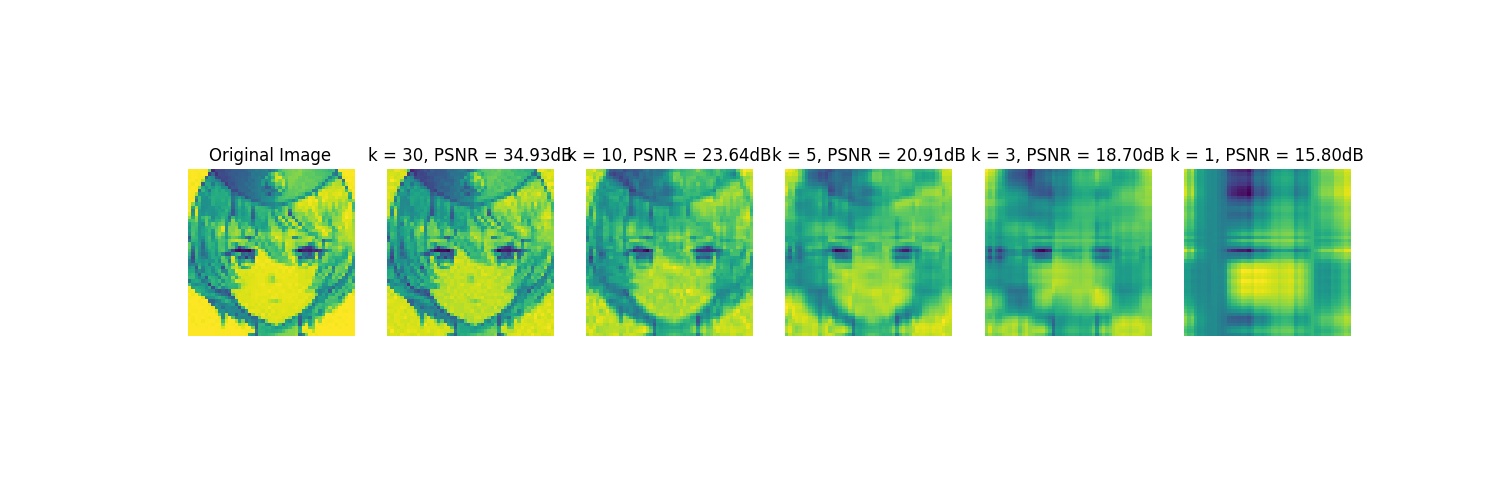 Original Image
k = 30, PSNR = 34.93dB
k = 10, PSNR = 23.64dB
k = 5, PSNR = 20.91dB
k = 3, PSNR = 18.70dB
k = 1, PSNR = 15.80dB